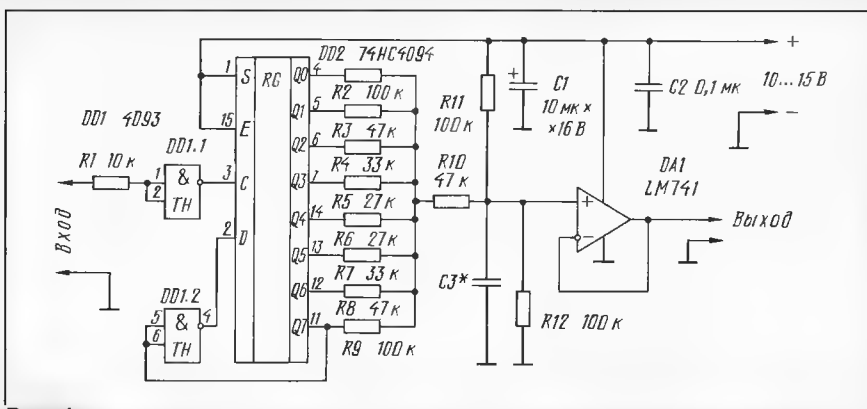 DD2 74HC4094
1 S RG Q0 4
R2 100 к
Q1 5
R3 47 к
15 E
Q2 6
R4 33 к
DD1 4D93
R1 10 к
DD1.1
1
2
&
TH
3 C
Q3 7
R5 27 к
Q4 14
R6 27 к
2 D
Q5 13
R7 33 к
Q6 12
R8 47 к
Q7 11
R9 100 к
Вход
DD1.2
5
6
&
TH
4
R10
47 к
R11
100 к
+ C1
10 мк ×
×16 В
C2 0,1 мк
+
10...15 В
−
DA1
LM741
+
−
Выход
C3*
R12 100 к